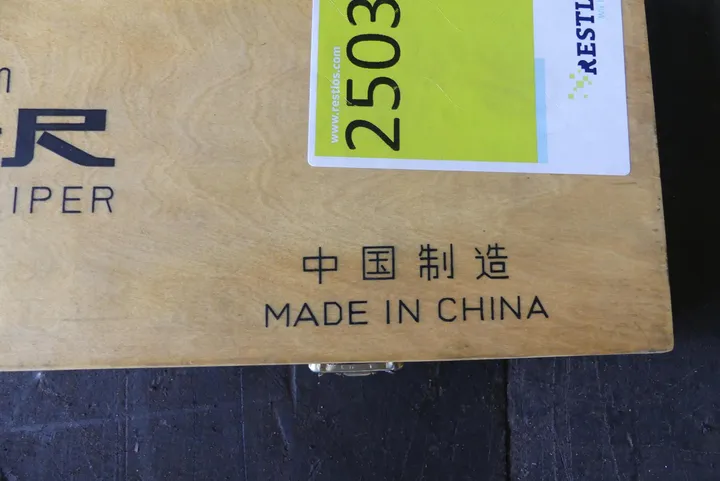 尺
IPER
中国制造
MADE IN CHINA
www.restlos.com
2503
RESTL